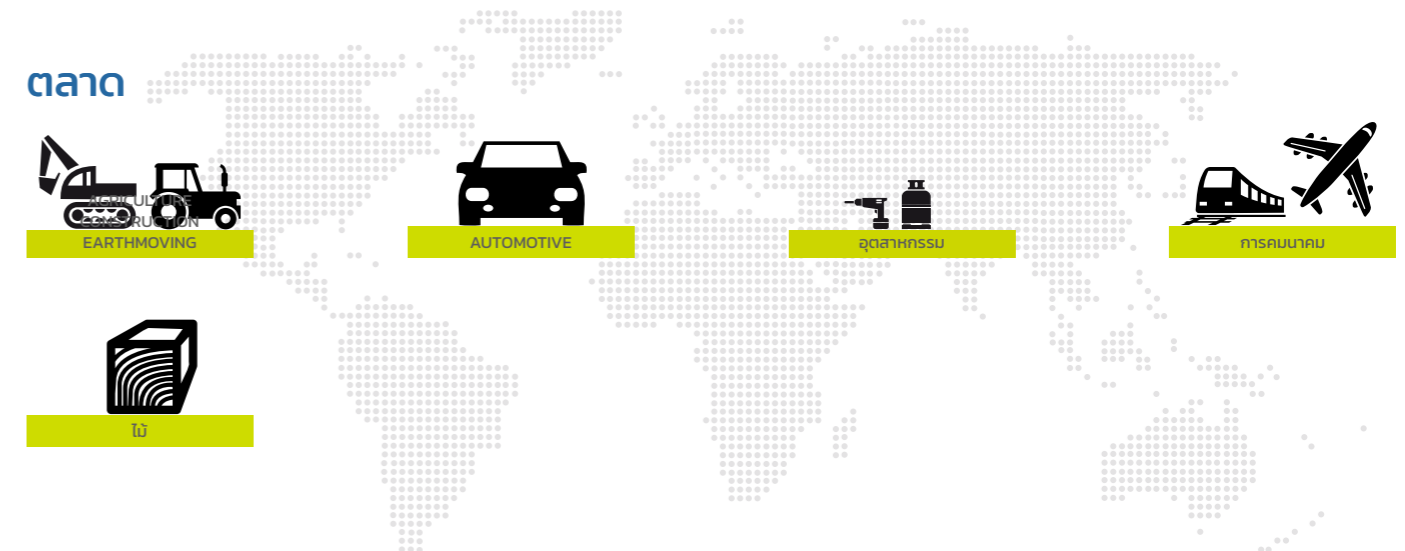 ตลาด
AGRICULTURE
CONSTRUCTION
EARTHMOVING
AUTOMOTIVE
อุตสาหกรรม
การคมนาคม
ไม้